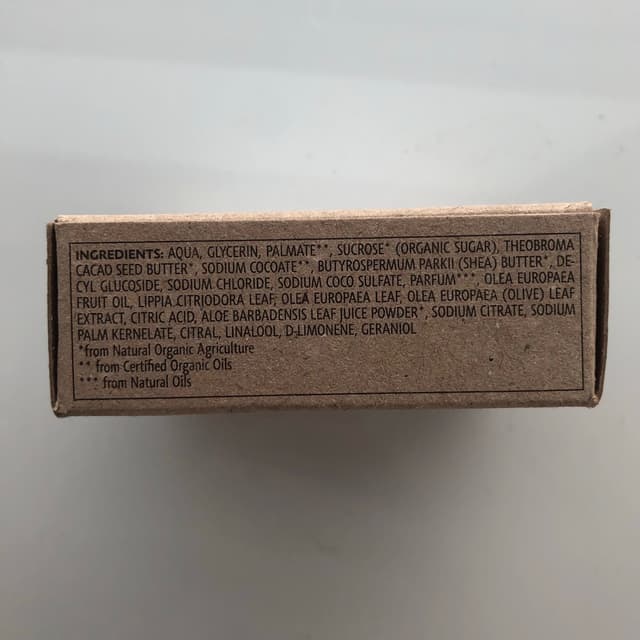 INGREDIENTS: AQUA, GLYCERIN, PALMATE**, SUCROSE* (ORGANIC SUGAR), THEOBROMA
CACAO SEED BUTTER*, SODIUM COCOATE**, BUTYROSPERMUM PARKII (SHEA) BUTTER*, DE-
CYL GLUCOSIDE, SODIUM CHLORIDE, SODIUM COCO SULFATE, PARFUM***, OLEA EUROPAEA
FRUIT OIL, LIPPIA CITRIODORA LEAF, OLEA EUROPAEA LEAF, OLEA EUROPAEA (OLIVE) LEAF
EXTRACT, CITRIC ACID, ALOE BARBADENSIS LEAF JUICE POWDER*, SODIUM CITRATE, SODIUM
PALM KERNELATE, CITRAL, LINALOOL, D-LIMONENE, GERANIOL
*from Natural Organic Agriculture
** from Certified Organic Oils
*** from Natural Oils